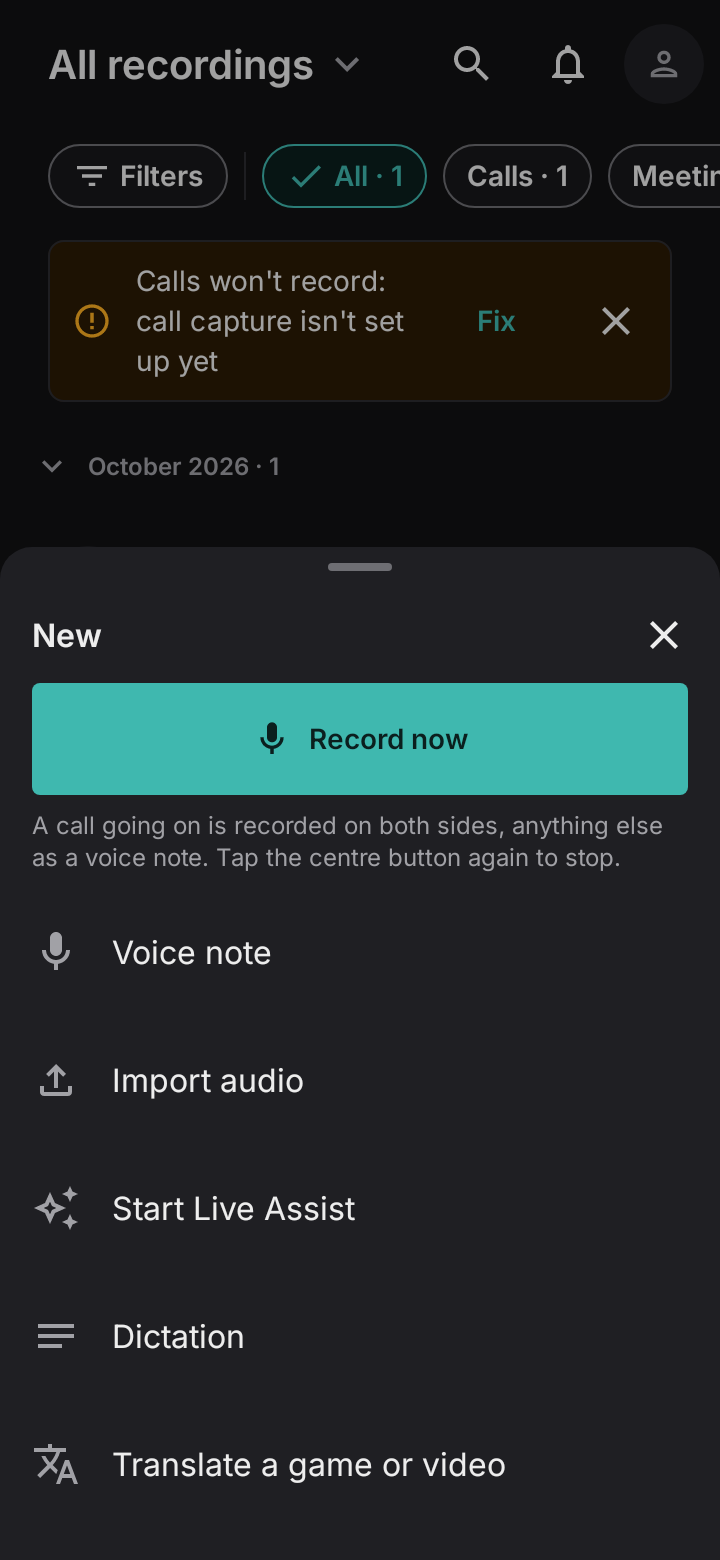 All recordings
Filters
All · 1
Calls · 1
Meetin
Calls won't record:
call capture isn't set
up yet
Fix
October 2026 · 1
New
Record now
A call going on is recorded on both sides, anything else
as a voice note. Tap the centre button again to stop.
Voice note
Import audio
Start Live Assist
Dictation
Translate a game or video